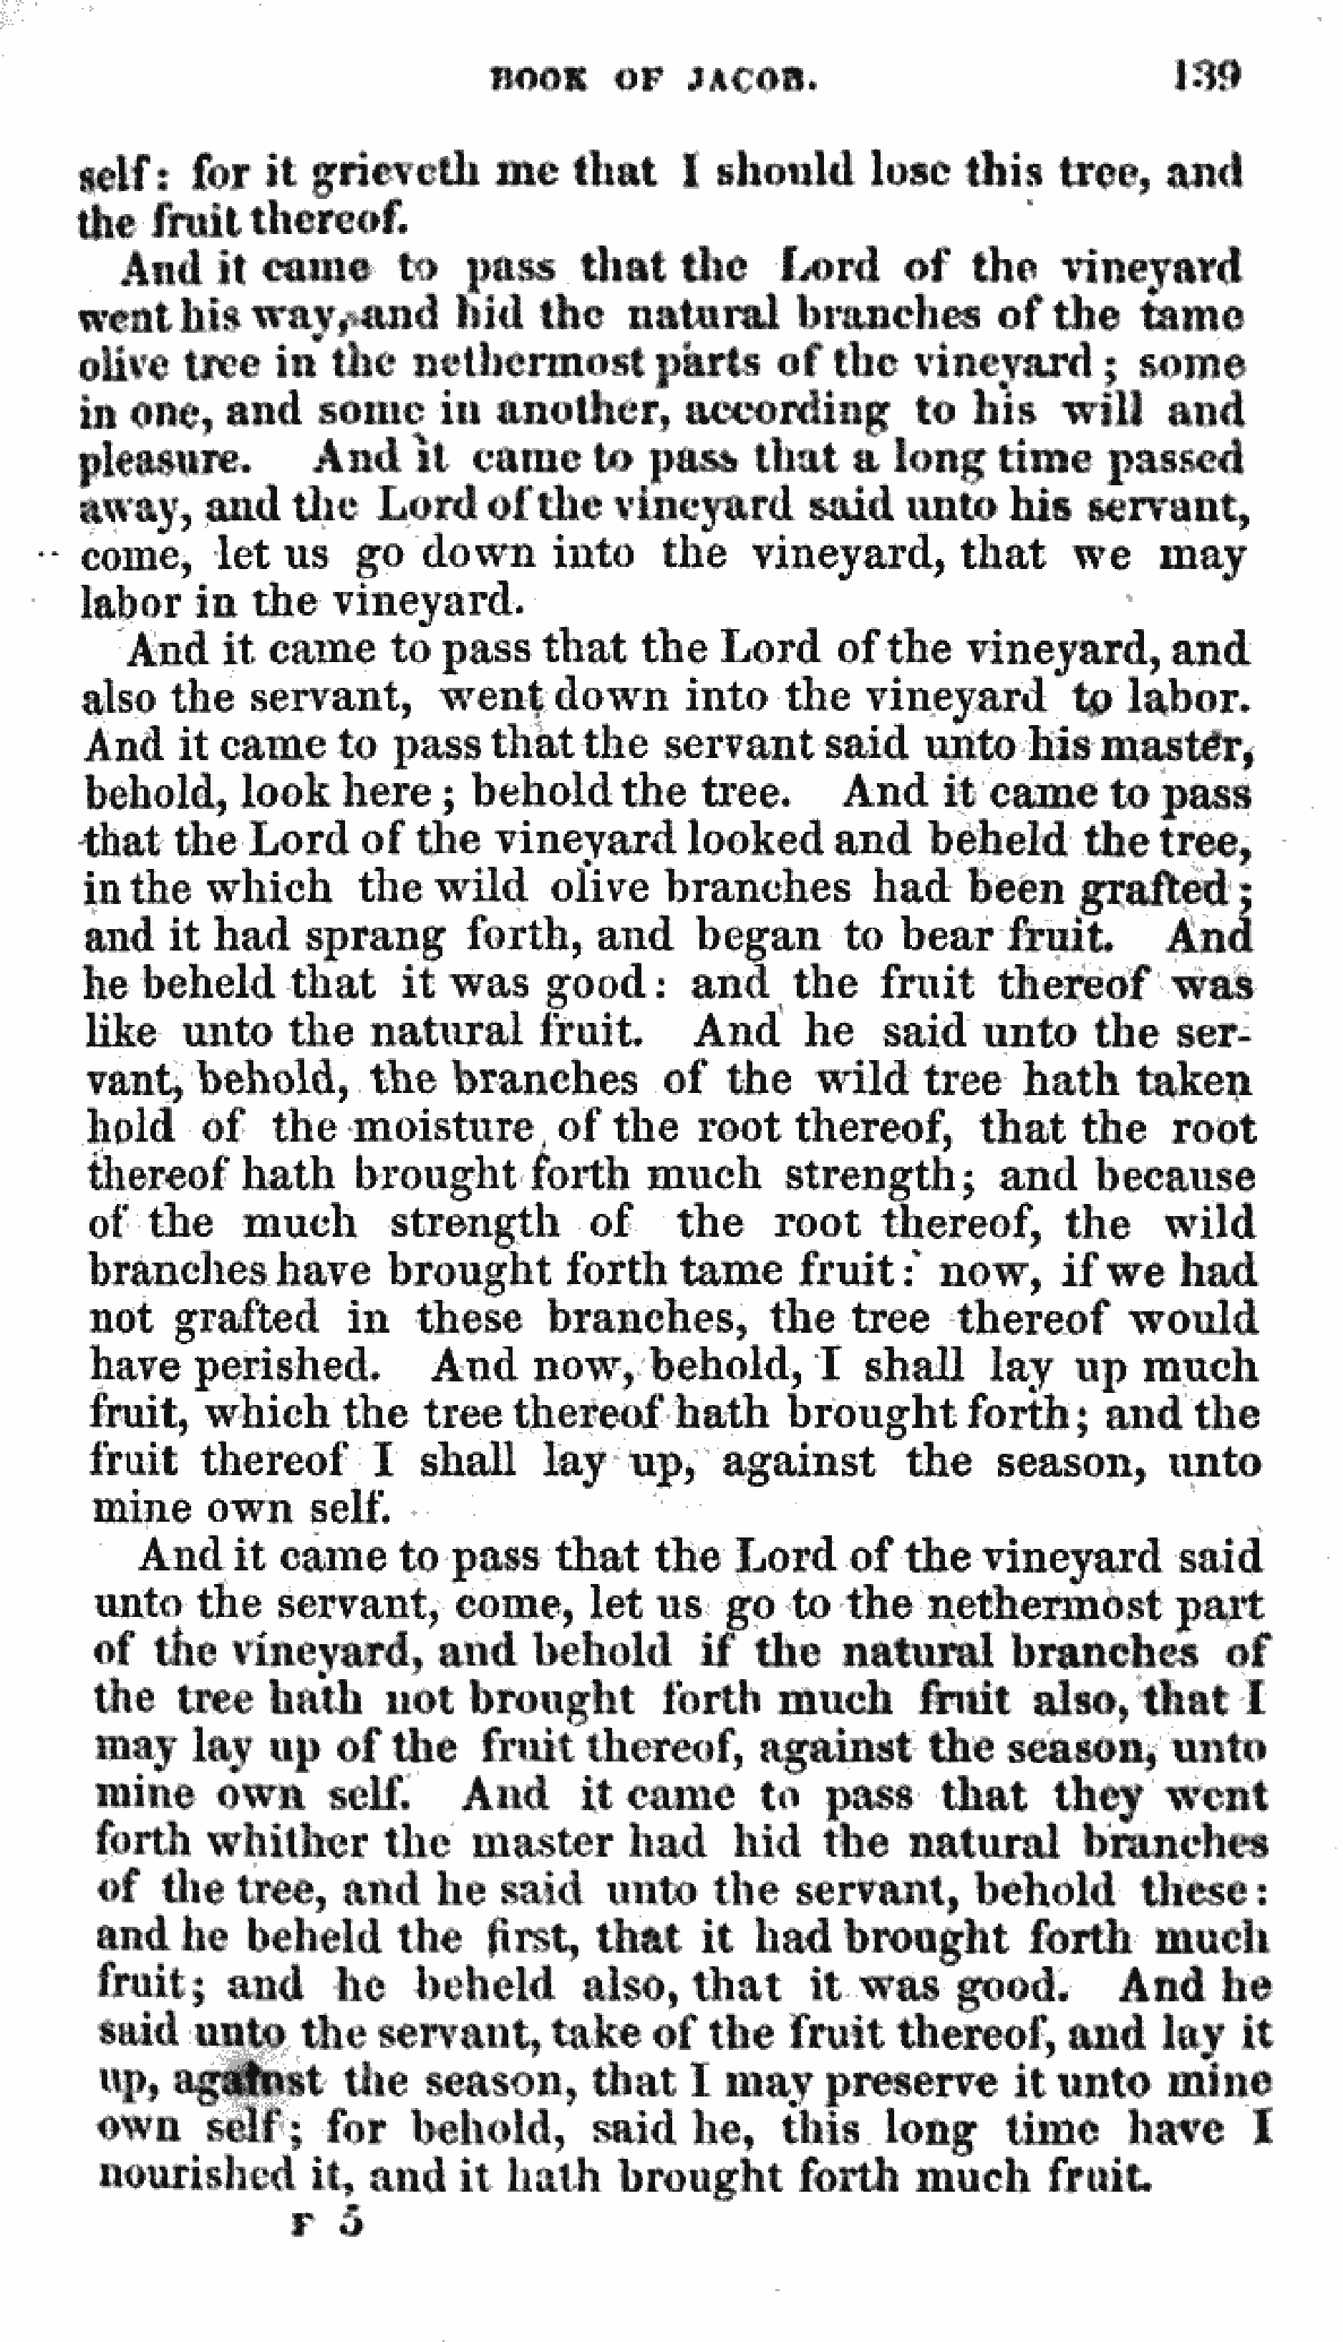 BOOK OF JACOB. 139
self: for it grieveth me that I should lose this tree, and
the fruit thereof.
And it came to pass that the Lord of the vineyard
went his way, and hid the natural branches of the tame
olive tree in the nethermost parts of the vineyard; some
in one, and some in another, according to his will and
pleasure. And it came to pass that a long time passed
away, and the Lord of the vineyard said unto his servant,
come, let us go down into the vineyard, that we may
labor in the vineyard.
And it came to pass that the Lord of the vineyard, and
also the servant, went down into the vineyard to labor.
And it came to pass that the servant said unto his master,
behold, look here; behold the tree. And it came to pass
that the Lord of the vineyard looked and beheld the tree,
in the which the wild olive branches had been grafted;
and it had sprang forth, and began to bear fruit. And
he beheld that it was good: and the fruit thereof was
like unto the natural fruit. And he said unto the ser-
vant, behold, the branches of the wild tree hath taken
hold of the moisture of the root thereof, that the root
thereof hath brought forth much strength; and because
of the much strength of the root thereof, the wild
branches have brought forth tame fruit: now, if we had
not grafted in these branches, the tree thereof would
have perished. And now, behold, I shall lay up much
fruit, which the tree thereof hath brought forth; and the
fruit thereof I shall lay up, against the season, unto
mine own self.
And it came to pass that the Lord of the vineyard said
unto the servant, come, let us go to the nethermost part
of the vineyard, and behold if the natural branches of
the tree hath not brought forth much fruit also, that I
may lay up of the fruit thereof, against the season, unto
mine own self. And it came to pass that they went
forth whither the master had hid the natural branches
of the tree, and he said unto the servant, behold these:
and he beheld the first, that it had brought forth much
fruit; and he beheld also, that it was good. And he
said unto the servant, take of the fruit thereof, and lay it
up, against the season, that I may preserve it unto mine
own self; for behold, said he, this long time have I
nourished it, and it hath brought forth much fruit.
F 5